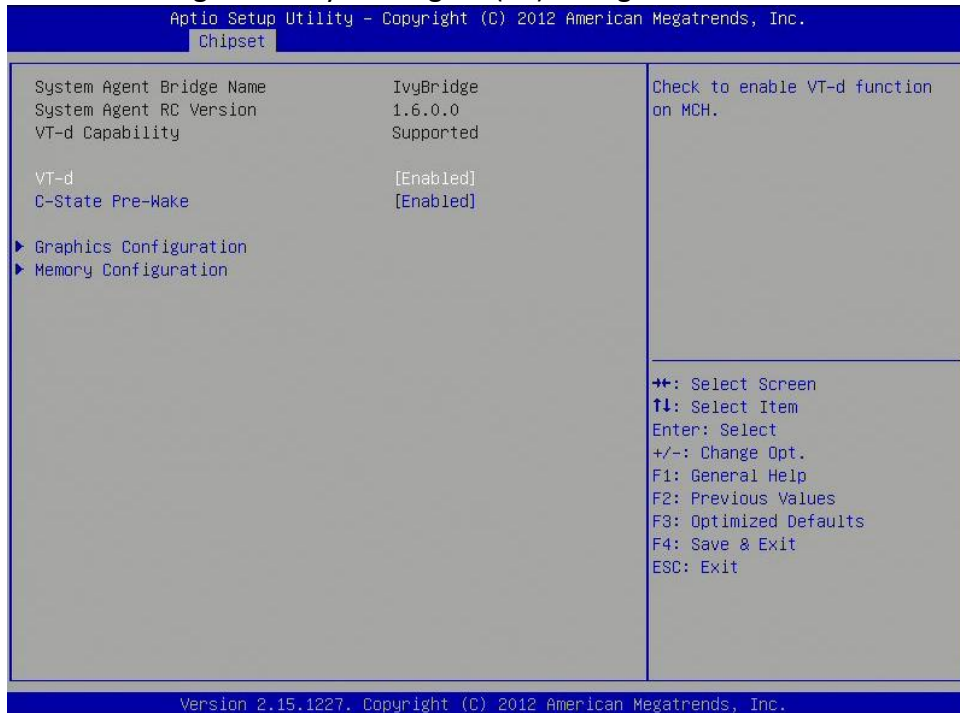 Aptio Setup Utility – Copyright (C) 2012 American Megatrends, Inc.
Chipset
System Agent Bridge Name IvyBridge
System Agent RC Version 1.6.0.0
VT-d Capability Supported
VT-d [Enabled]
C-State Pre-Wake [Enabled]
Graphics Configuration
Memory Configuration
Check to enable VT-d function
on MCH.
→←: Select Screen
↑↓: Select Item
Enter: Select
+/-: Change Opt.
F1: General Help
F2: Previous Values
F3: Optimized Defaults
F4: Save & Exit
ESC: Exit
Version 2.15.1227. Copyright (C) 2012 American Megatrends, Inc.